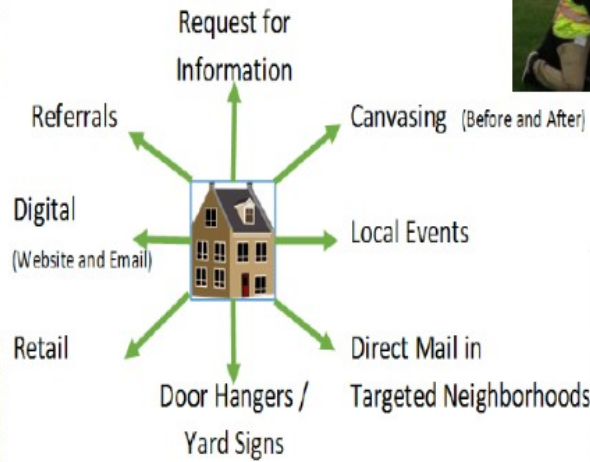 Request for
Information
Referrals
Canvasing (Before and After)
Digital
(Website and Email)
Local Events
Retail
Direct Mail in
Targeted Neighborhoods
Door Hangers /
Yard Signs